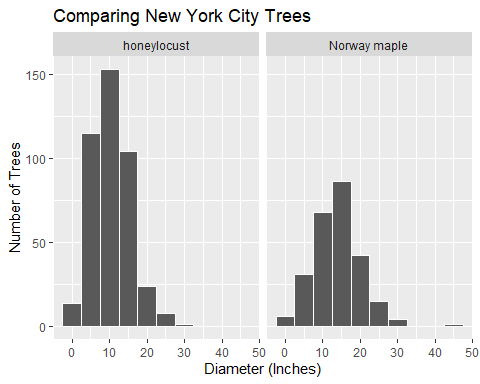 Comparing New York City Trees
honeylocust
Norway maple
150
100
50
0
Number of Trees
0 10 20 30 40 50
0 10 20 30 40 50
Diameter (Inches)